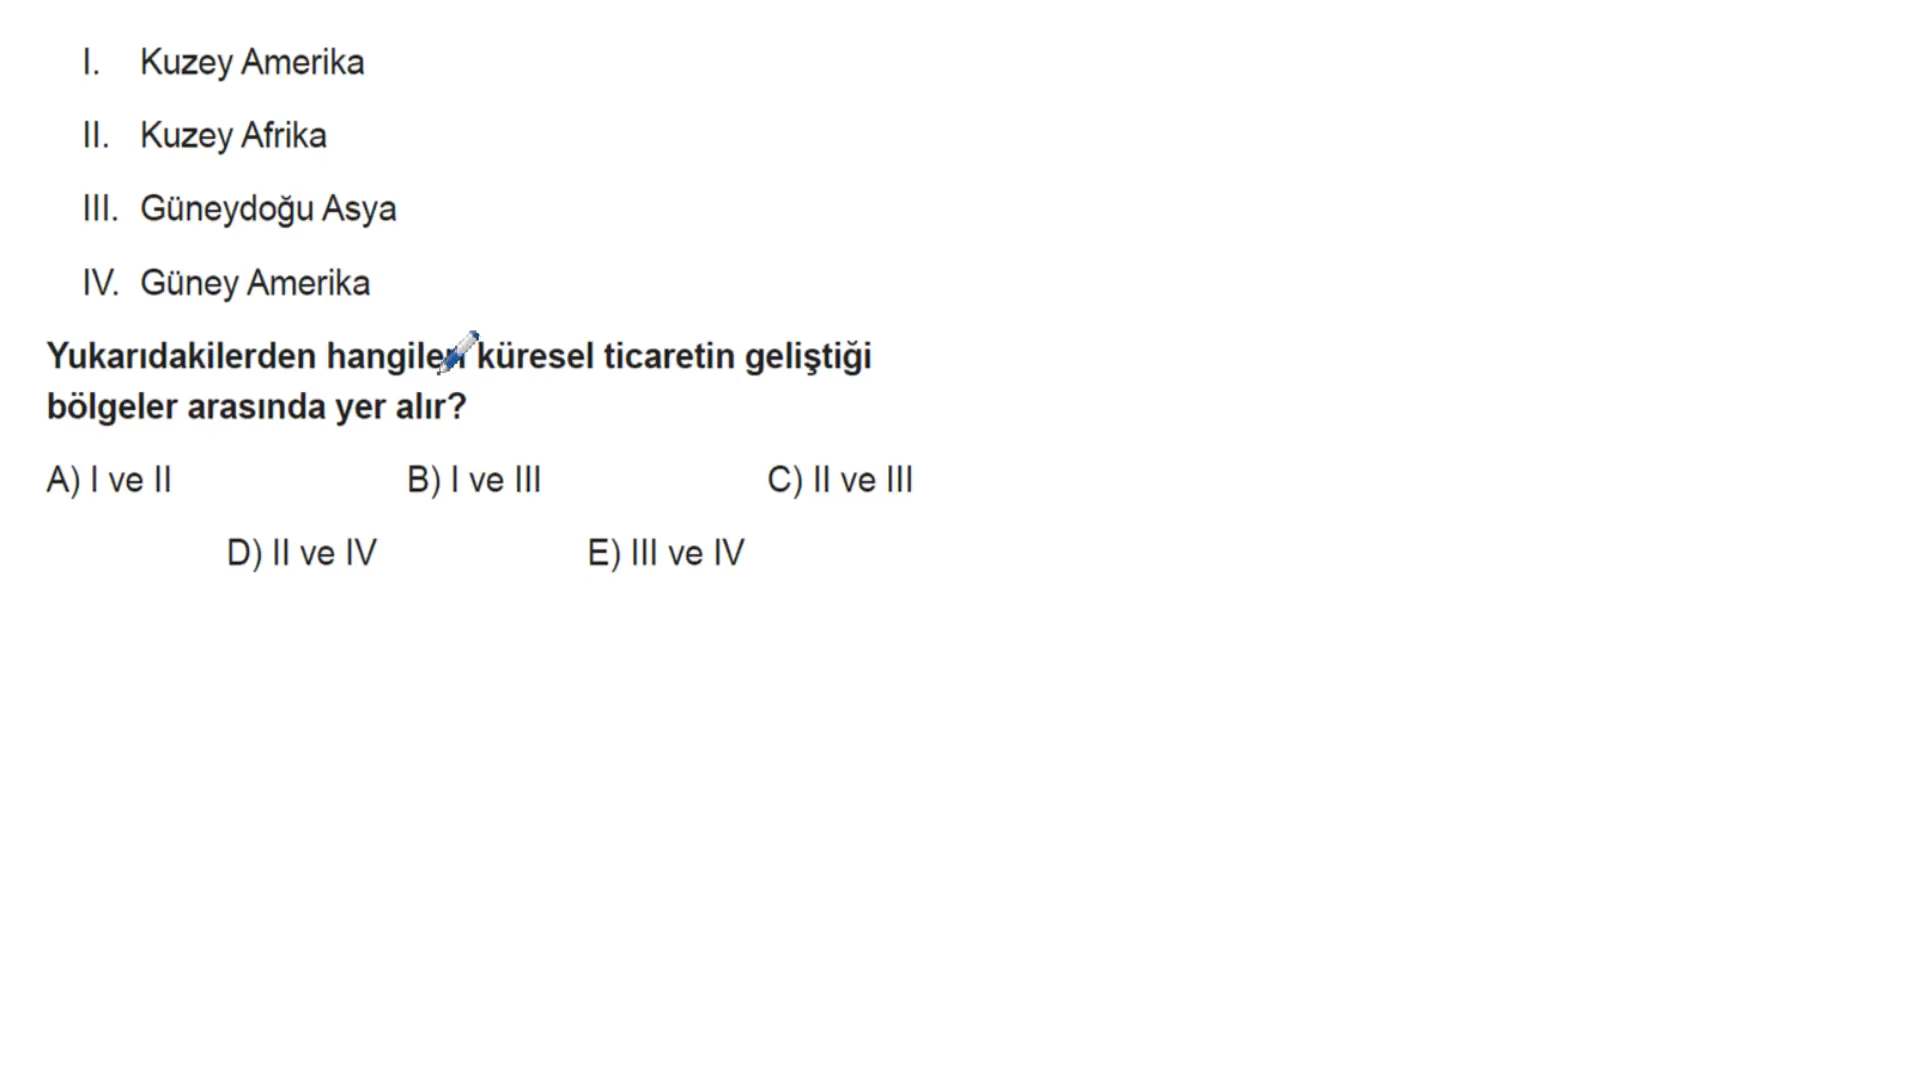 I. Kuzey Amerika
II. Kuzey Afrika
III. Güneydoğu Asya
IV. Güney Amerika
Yukarıdakilerden hangileri küresel ticaretin geliştiği
bölgeler arasında yer alır?
A) I ve II B) I ve III C) II ve III
D) II ve IV E) III ve IV